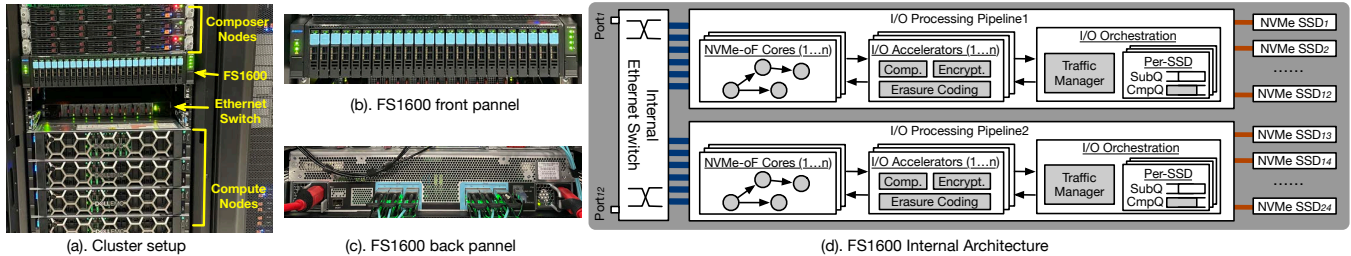 Composer
Nodes
FS1600
Ethernet
Switch
Compute
Nodes
(a). Cluster setup
(b). FS1600 front pannel
(c). FS1600 back pannel
Port1
Port12
Internal
Ethernet Switch
I/O Processing Pipeline1
NVMe-oF Cores (1...n)
I/O Accelerators (1...n)
Comp.
Encrypt.
Erasure Coding
I/O Orchestration
Traffic
Manager
Per-SSD
SubQ
CmpQ
NVMe SSD1
NVMe SSD2
......
NVMe SSD12
I/O Processing Pipeline2
NVMe-oF Cores (1...n)
I/O Accelerators (1...n)
Comp.
Encrypt.
Erasure Coding
I/O Orchestration
Traffic
Manager
Per-SSD
SubQ
CmpQ
NVMe SSD13
NVMe SSD14
......
NVMe SSD24
(d). FS1600 Internal Architecture